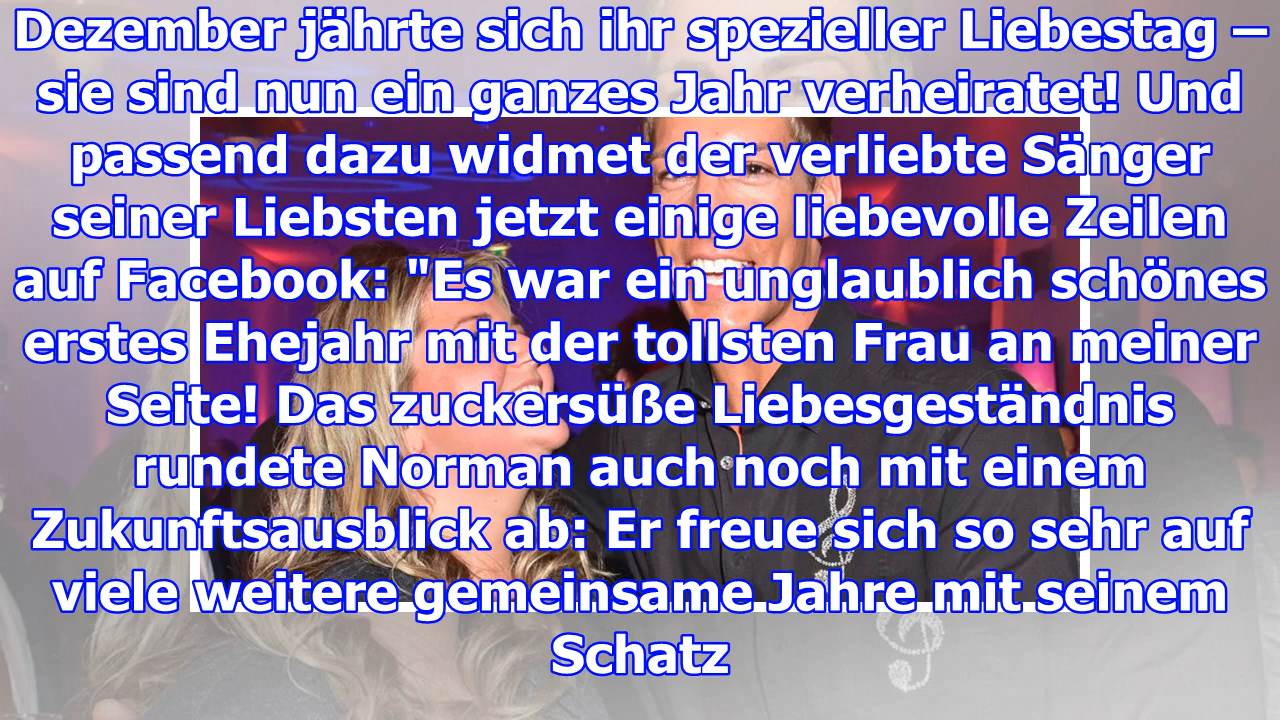 Dezember jährte sich ihr spezieller Liebestag –
sie sind nun ein ganzes Jahr verheiratet! Und
passend dazu widmet der verliebte Sänger
seiner Liebsten jetzt einige liebevolle Zeilen
auf Facebook: "Es war ein unglaublich schönes
erstes Ehejahr mit der tollsten Frau an meiner
Seite! Das zuckersüße Liebesgeständnis
rundete Norman auch noch mit einem
Zukunftsausblick ab: Er freue sich so sehr auf
viele weitere gemeinsame Jahre mit seinem
Schatz